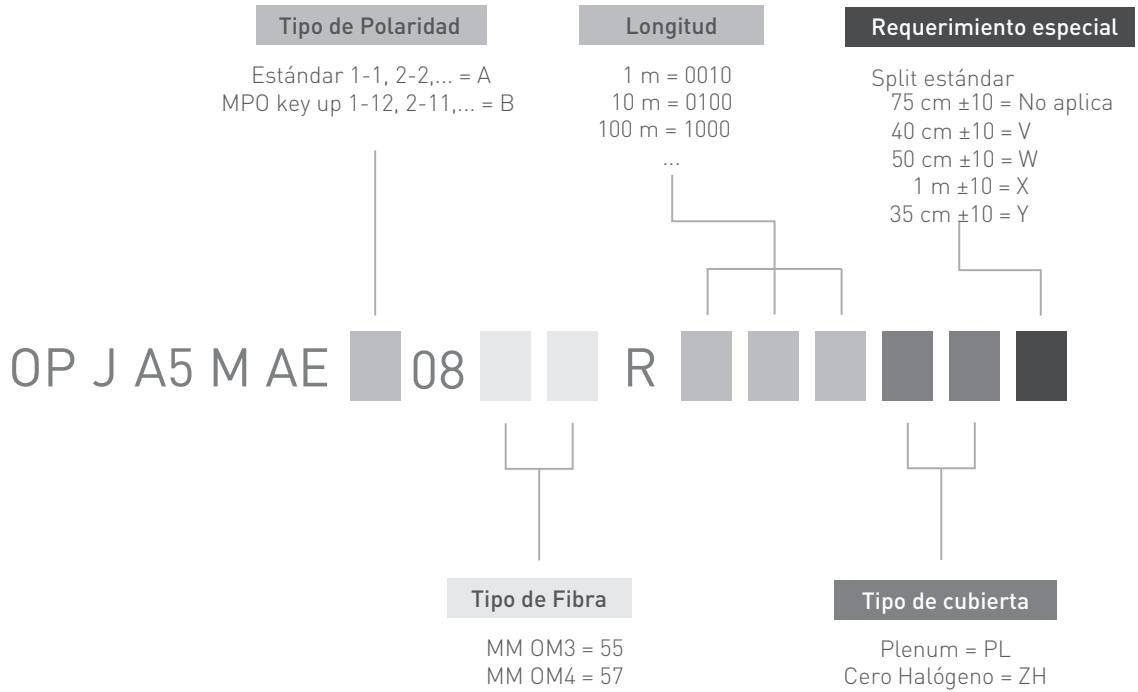 Tipo de Polaridad
Estándar 1-1, 2-2,... = A
MPO key up 1-12, 2-11,... = B
Longitud
1 m = 0010
10 m = 0100
100 m = 1000
...
Requerimiento especial
Split estándar
75 cm ±10 = No aplica
40 cm ±10 = V
50 cm ±10 = W
1 m ±10 = X
35 cm ±10 = Y
OP J A5 M AE 08 R
Tipo de Fibra
MM OM3 = 55
MM OM4 = 57
Tipo de cubierta
Plenum = PL
Cero Halógeno = ZH